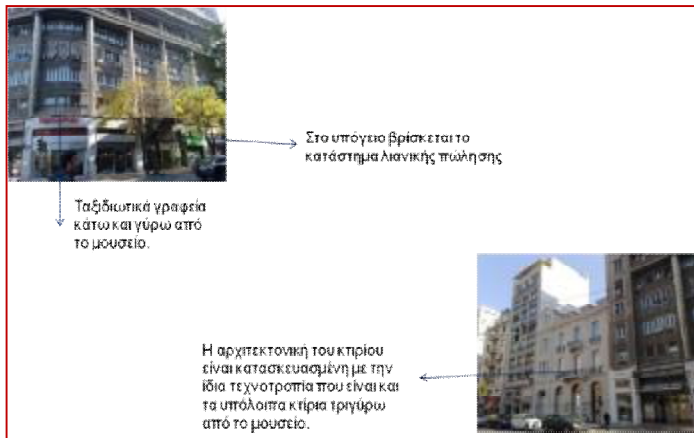 Στο υπόγειο βρίσκεται το
κατάστημα λιανικής πώλησης
Ταξιδιωτικά γραφεία
κάτω και γύρω από
το μουσείο.
Η αρχιτεκτονική του κτιρίου
είναι κατασκευασμένη με την
ίδια τεχνοτροπία που είναι και
τα υπόλοιπα κτίρια τριγύρω
από το μουσείο.